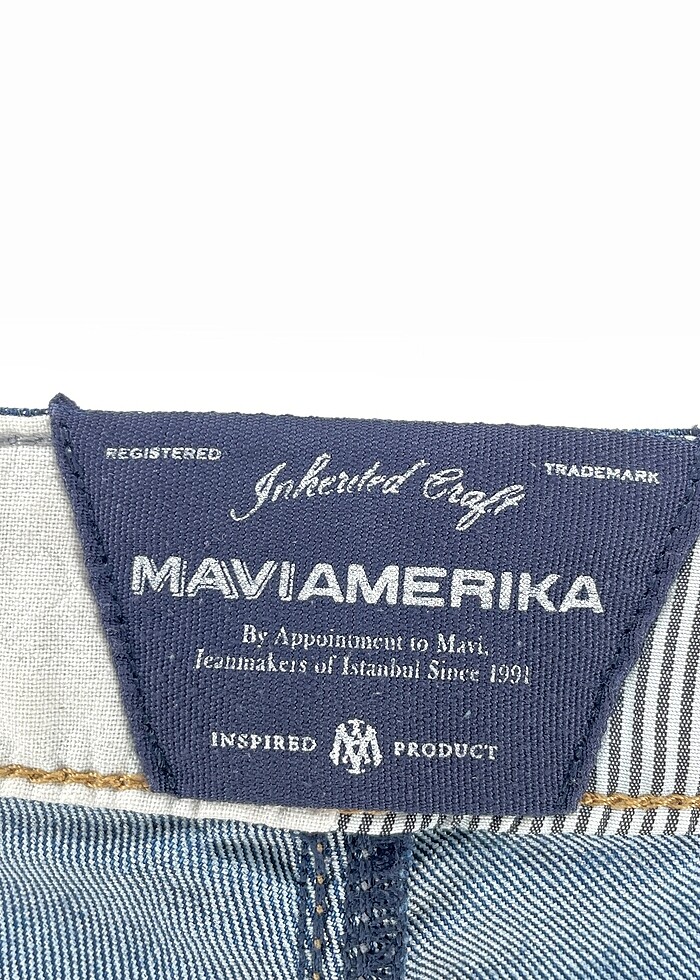 REGISTERED
TRADEMARK
Inherited Craft
MAVIAMERIKA
By Appointment to Mavi,
Jeanmakers of Istanbul Since 1991
INSPIRED M PRODUCT